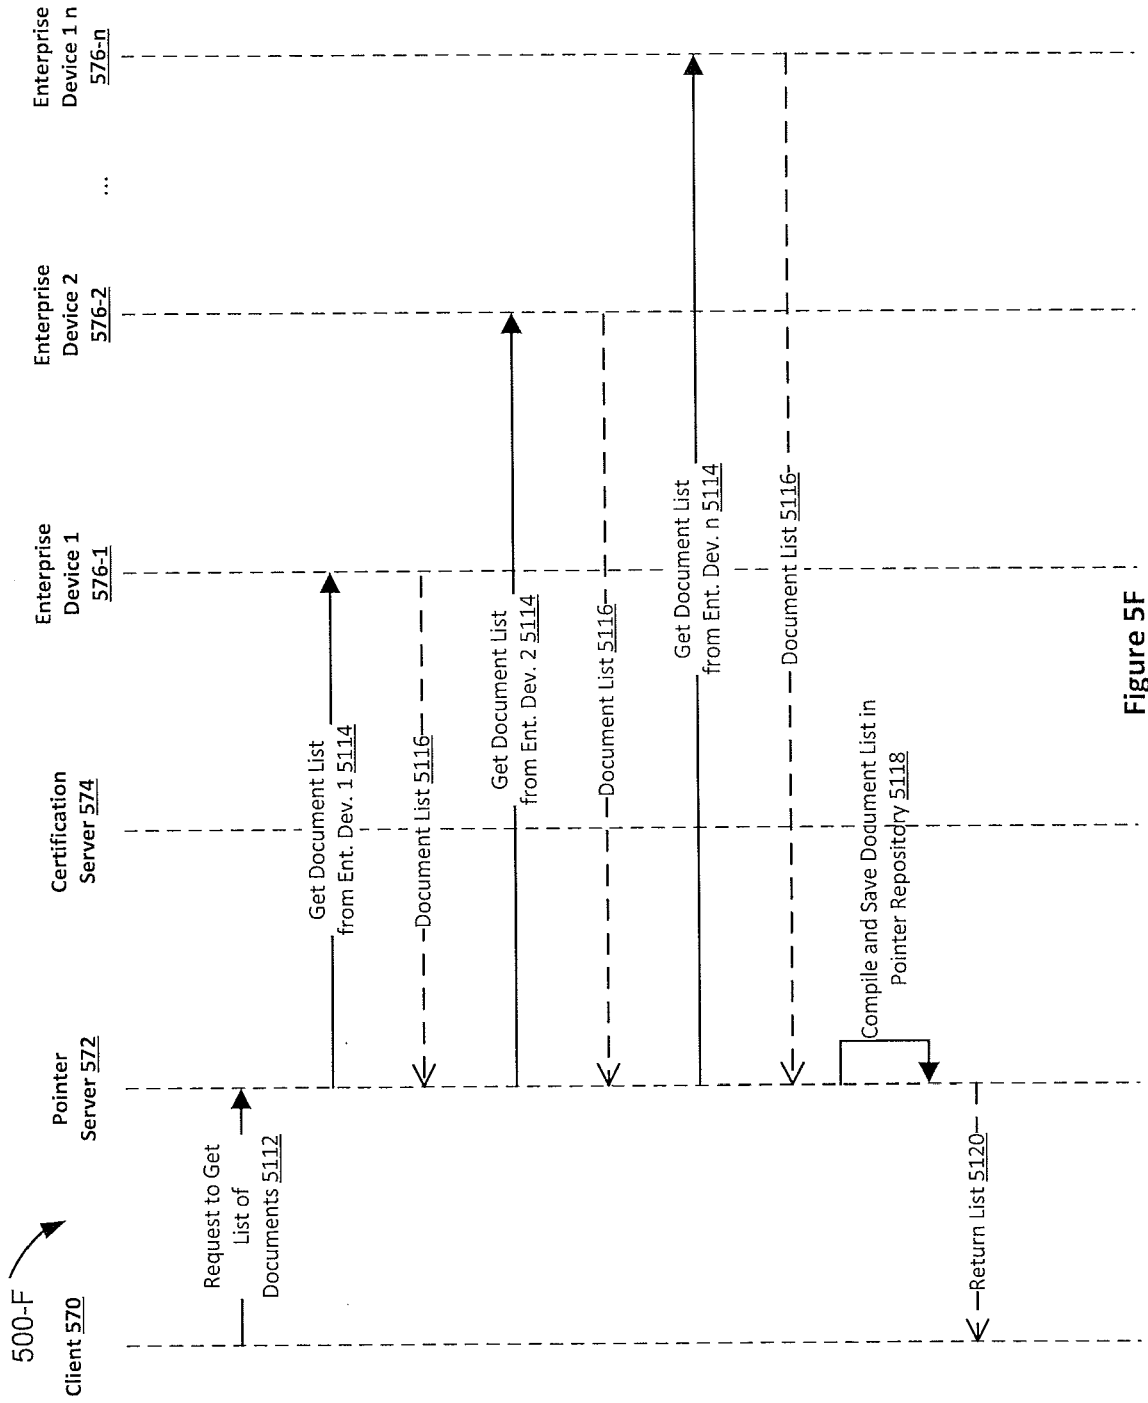 500-F
Client 570
Pointer
Server 572
Certification
Server 574
Enterprise
Device 1
576-1
Enterprise
Device 2
576-2
...
Enterprise
Device 1 n
576-n
Request to Get
List of
Documents 5112
Get Document List
from Ent. Dev. 1 5114
Document List 5116
Get Document List
from Ent. Dev. 2 5114
Document List 5116
Get Document List
from Ent. Dev. n 5114
Document List 5116
Compile and Save Document List in
Pointer Repository 5118
Return List 5120
Figure 5F